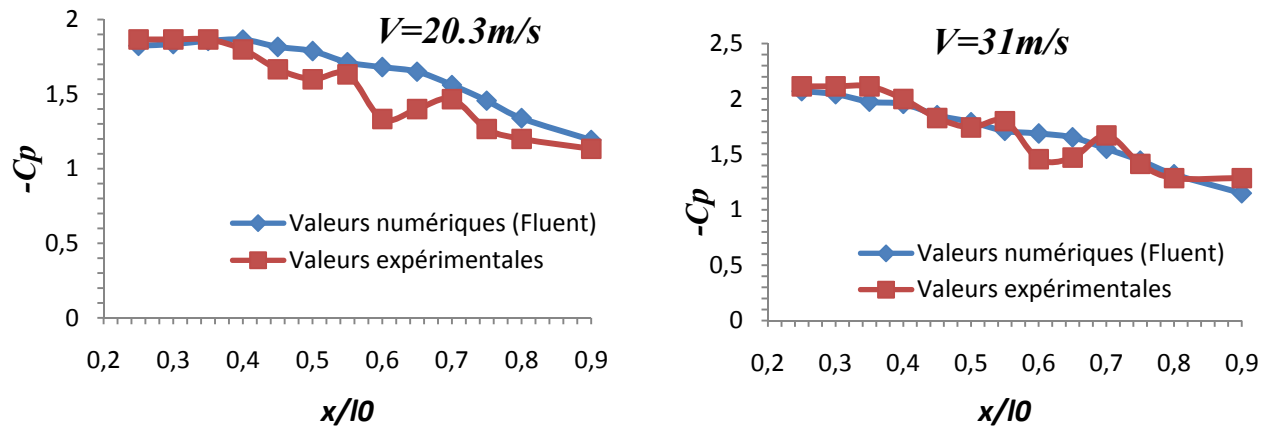 V=20.3m/s
2
1,5
1
0,5
0
-Cp
Valeurs numériques (Fluent)
Valeurs expérimentales
0,2 0,3 0,4 0,5 0,6 0,7 0,8 0,9
x/l0
V=31m/s
2,5
2
1,5
1
0,5
0
-Cp
Valeurs numériques (Fluent)
Valeurs expérimentales
0,2 0,3 0,4 0,5 0,6 0,7 0,8 0,9
x/l0